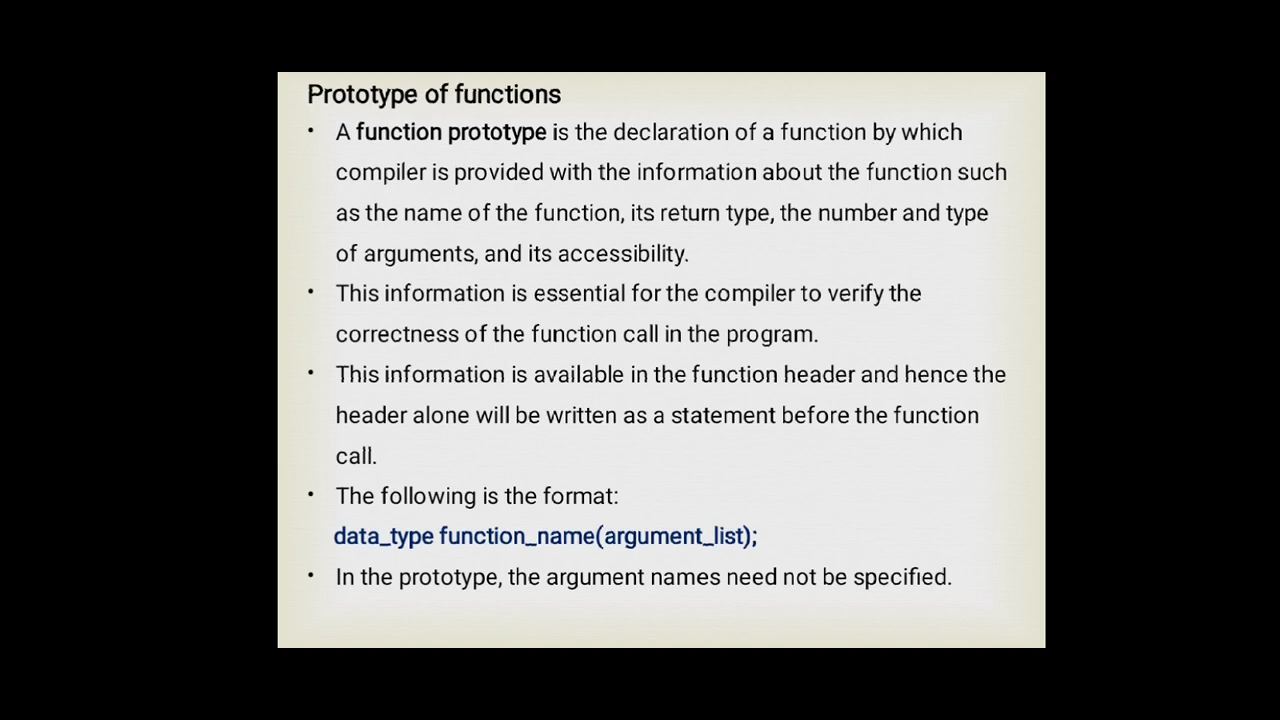 Prototype of functions
• A function prototype is the declaration of a function by which
compiler is provided with the information about the function such
as the name of the function, its return type, the number and type
of arguments, and its accessibility.
• This information is essential for the compiler to verify the
correctness of the function call in the program.
• This information is available in the function header and hence the
header alone will be written as a statement before the function
call.
• The following is the format:
data_type function_name(argument_list);
• In the prototype, the argument names need not be specified.